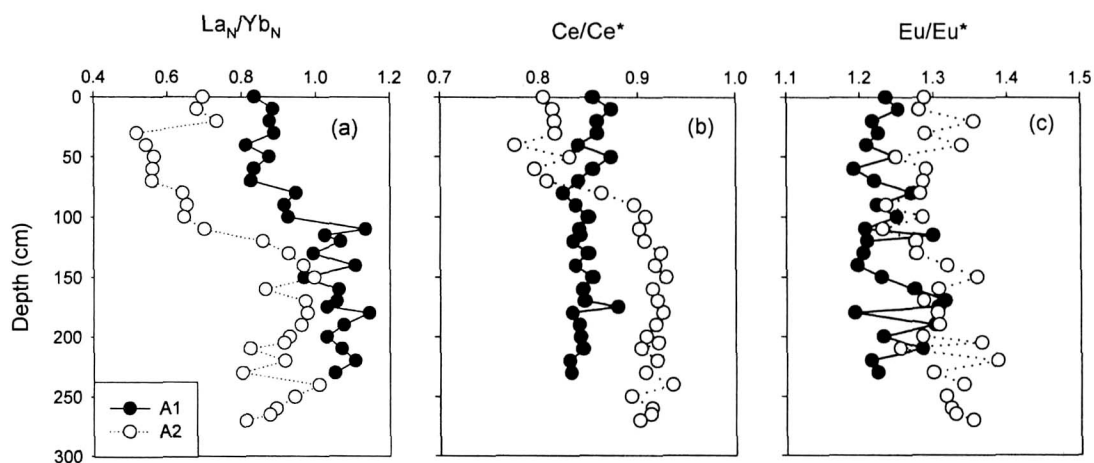 LaN/YbN
Ce/Ce*
Eu/Eu*
0.4 0.6 0.8 1.0 1.2
0.7 0.8 0.9 1.0
1.1 1.2 1.3 1.4 1.5
0
50
100
150
200
250
300
Depth (cm)
(a)
(b)
(c)
A1
A2